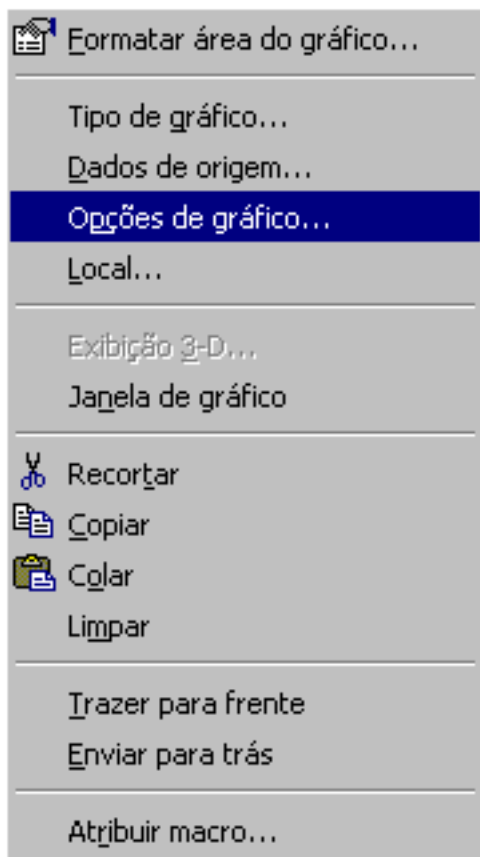 Formatar área do gráfico...
Tipo de gráfico...
Dados de origem...
Opções de gráfico...
Local...
Exibição 3-D...
Janela de gráfico
Recortar
Copiar
Colar
Limpar
Trazer para frente
Enviar para trás
Atribuir macro...